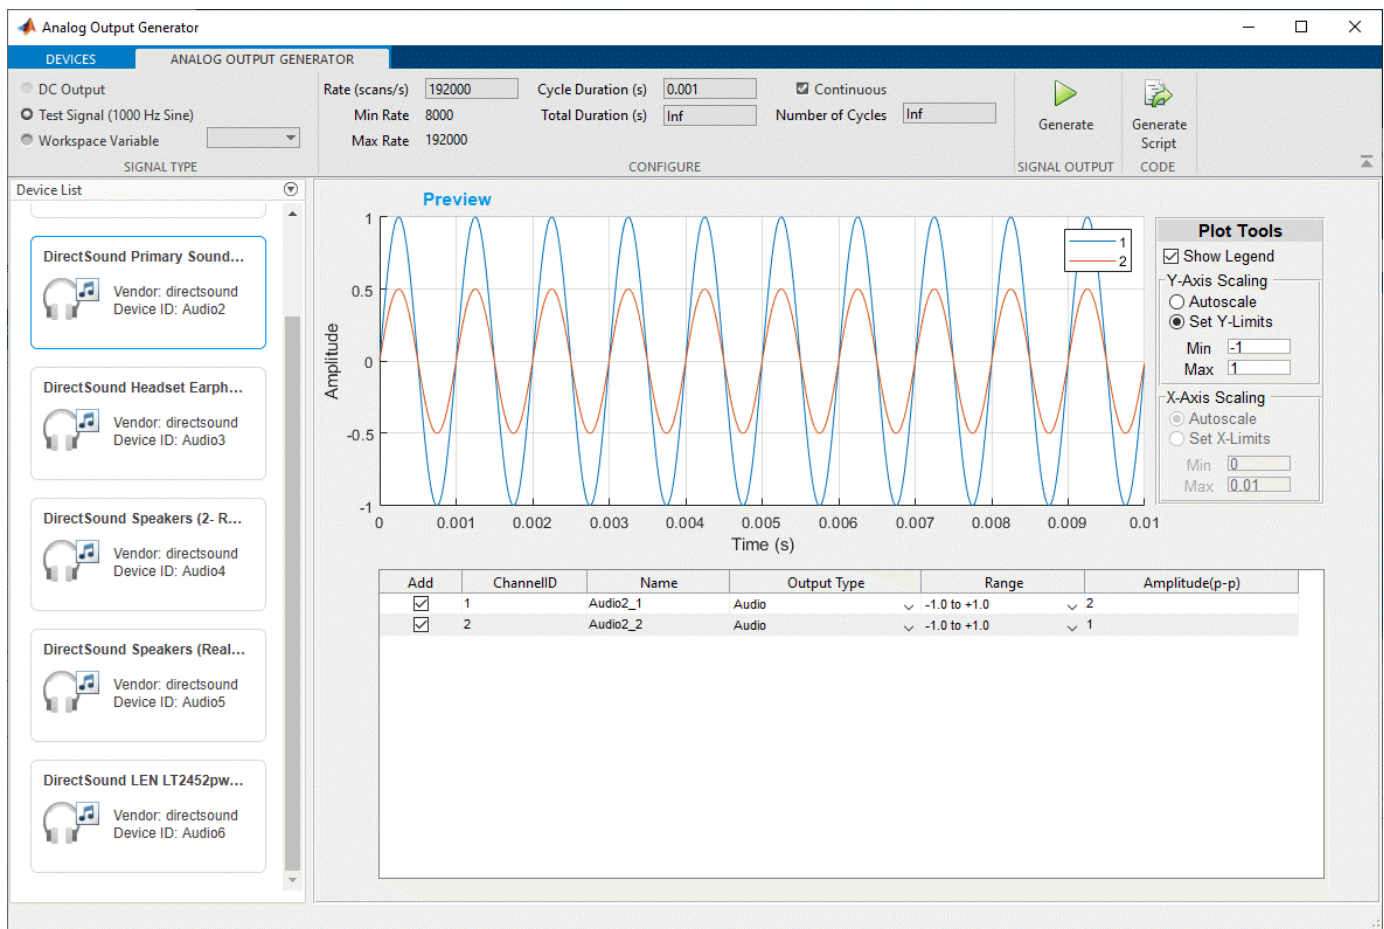 Analog Output Generator
DEVICES
ANALOG OUTPUT GENERATOR
DC Output
Test Signal (1000 Hz Sine)
Workspace Variable
SIGNAL TYPE
Rate (scans/s) 192000
Min Rate 8000
Max Rate 192000
Cycle Duration (s) 0.001
Total Duration (s) Inf
Continuous
Number of Cycles Inf
CONFIGURE
Generate
SIGNAL OUTPUT
Generate
Script
CODE
Device List
DirectSound Primary Sound...
Vendor: directsound
Device ID: Audio2
DirectSound Headset Earph...
Vendor: directsound
Device ID: Audio3
DirectSound Speakers (2- R...
Vendor: directsound
Device ID: Audio4
DirectSound Speakers (Real...
Vendor: directsound
Device ID: Audio5
DirectSound LEN LT2452pw...
Vendor: directsound
Device ID: Audio6
Preview
1
0.5
0
-0.5
-1
Amplitude
0 0.001 0.002 0.003 0.004 0.005 0.006 0.007 0.008 0.009 0.01
Time (s)
1
2
Plot Tools
Show Legend
Y-Axis Scaling
Autoscale
Set Y-Limits
Min -1
Max 1
X-Axis Scaling
Autoscale
Set X-Limits
Min 0
Max 0.01
Add ChannelID Name Output Type Range Amplitude(p-p)
1 Audio2_1 Audio -1.0 to +1.0 2
2 Audio2_2 Audio -1.0 to +1.0 1